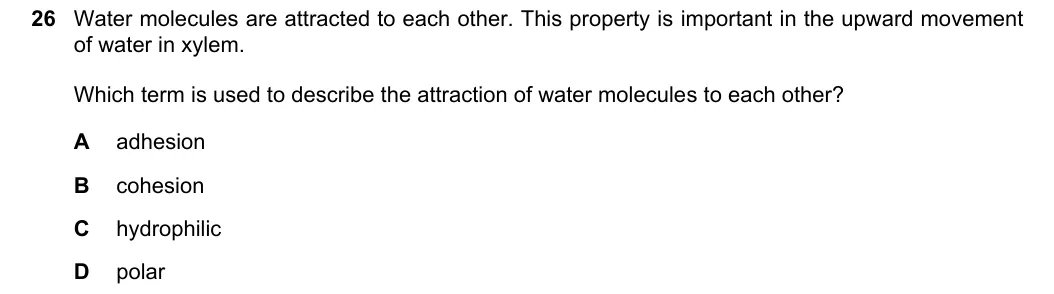 26 Water molecules are attracted to each other. This property is important in the upward movement
of water in xylem.
Which term is used to describe the attraction of water molecules to each other?
A adhesion
B cohesion
C hydrophilic
D polar